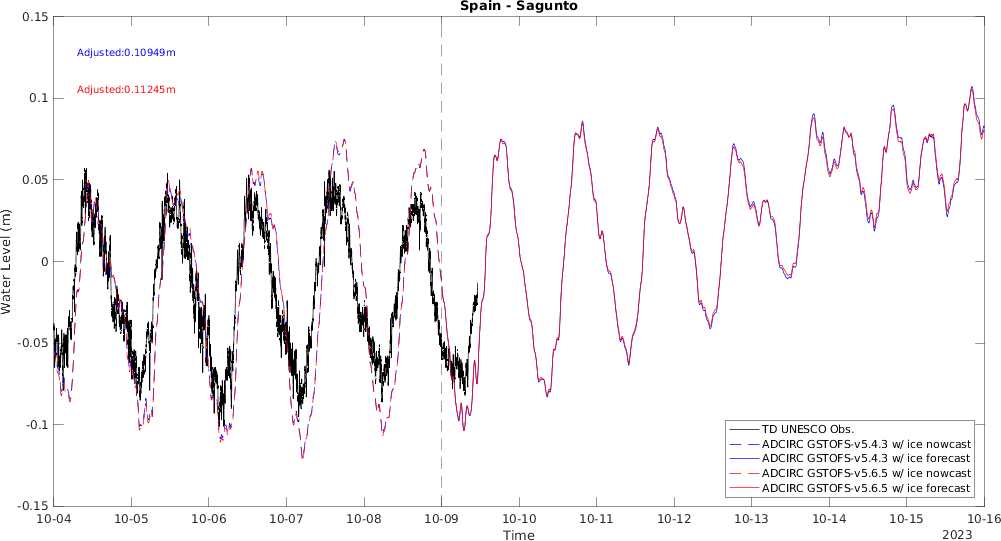 Spain - Sagunto
0.15
0.1
0.05
0
-0.05
-0.1
-0.15
Water Level (m)
Adjusted:0.10949m
Adjusted:0.11245m
TD UNESCO Obs.
ADCIRC GSTOFS-v5.4.3 w/ ice nowcast
ADCIRC GSTOFS-v5.4.3 w/ ice forecast
ADCIRC GSTOFS-v5.6.5 w/ ice nowcast
ADCIRC GSTOFS-v5.6.5 w/ ice forecast
10-04 10-05 10-06 10-07 10-08 10-09 10-10 10-11 10-12 10-13 10-14 10-15 10-16
Time
2023